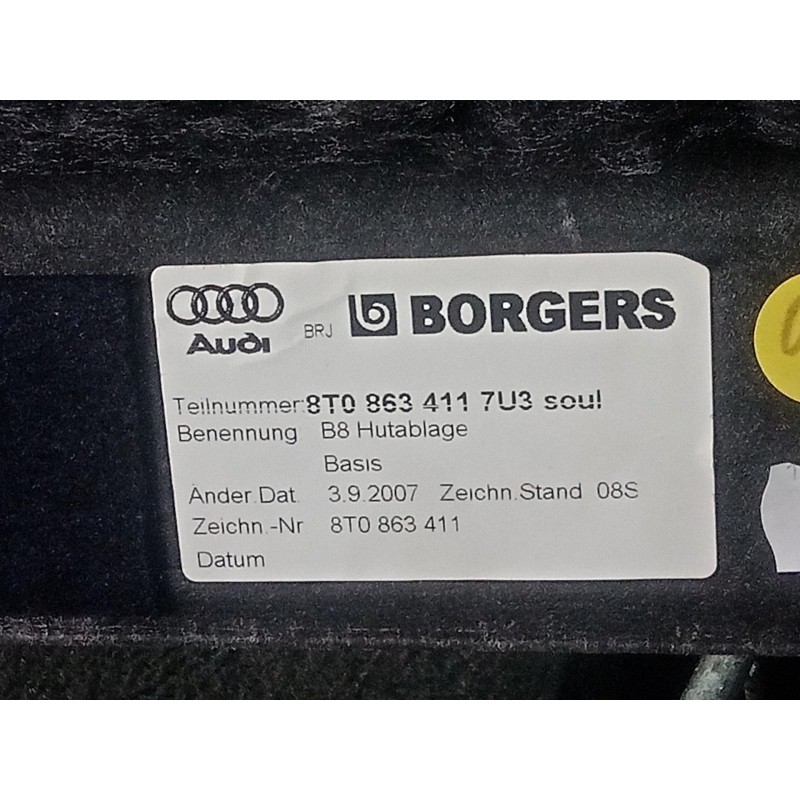 Audi BRJ b BORGERS
Teilnummer: 8T0 863 411 7U3 soul
Benennung B8 Hutablage
Basis
Änder.Dat. 3.9.2007 Zeichn.Stand 08S
Zeichn.-Nr 8T0 863 411
Datum